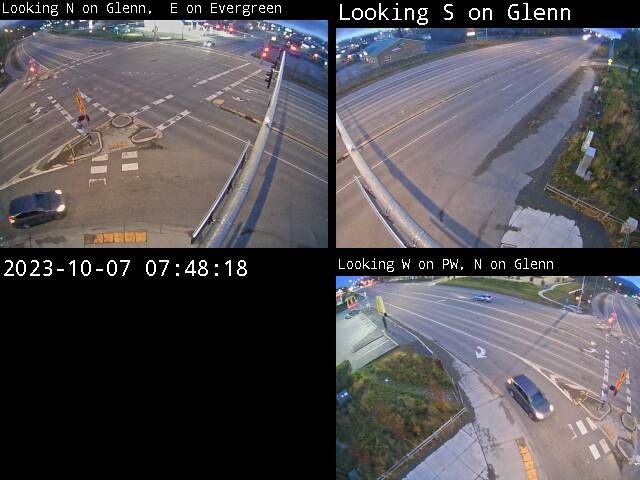 Looking N on Glenn,  E on Evergreen
Looking S on Glenn
2023-10-07 07:48:18
Looking W on PW, N on Glenn